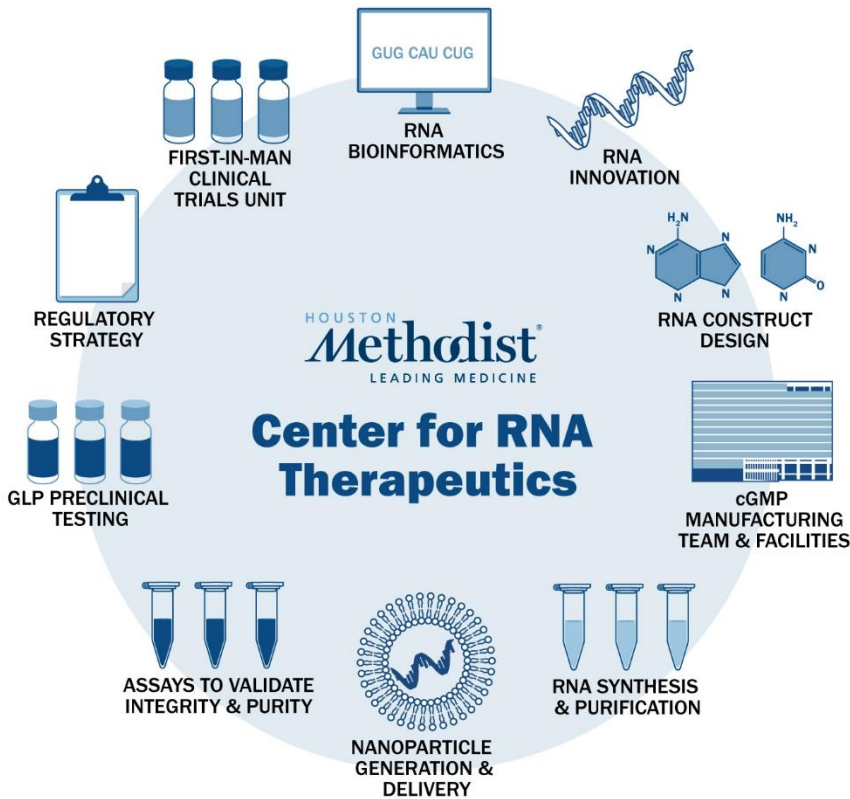 GUG CAU CUG
RNA
BIOINFORMATICS
RNA
INNOVATION
H₂N
N
N
N
N
NH₂
N
N
O
RNA CONSTRUCT
DESIGN
cGMP
MANUFACTURING
TEAM & FACILITIES
RNA SYNTHESIS
& PURIFICATION
NANOPARTICLE
GENERATION &
DELIVERY
ASSAYS TO VALIDATE
INTEGRITY & PURITY
GLP PRECLINICAL
TESTING
REGULATORY
STRATEGY
FIRST-IN-MAN
CLINICAL
TRIALS UNIT
HOUSTON
Methodist®
LEADING MEDICINE
Center for RNA
Therapeutics